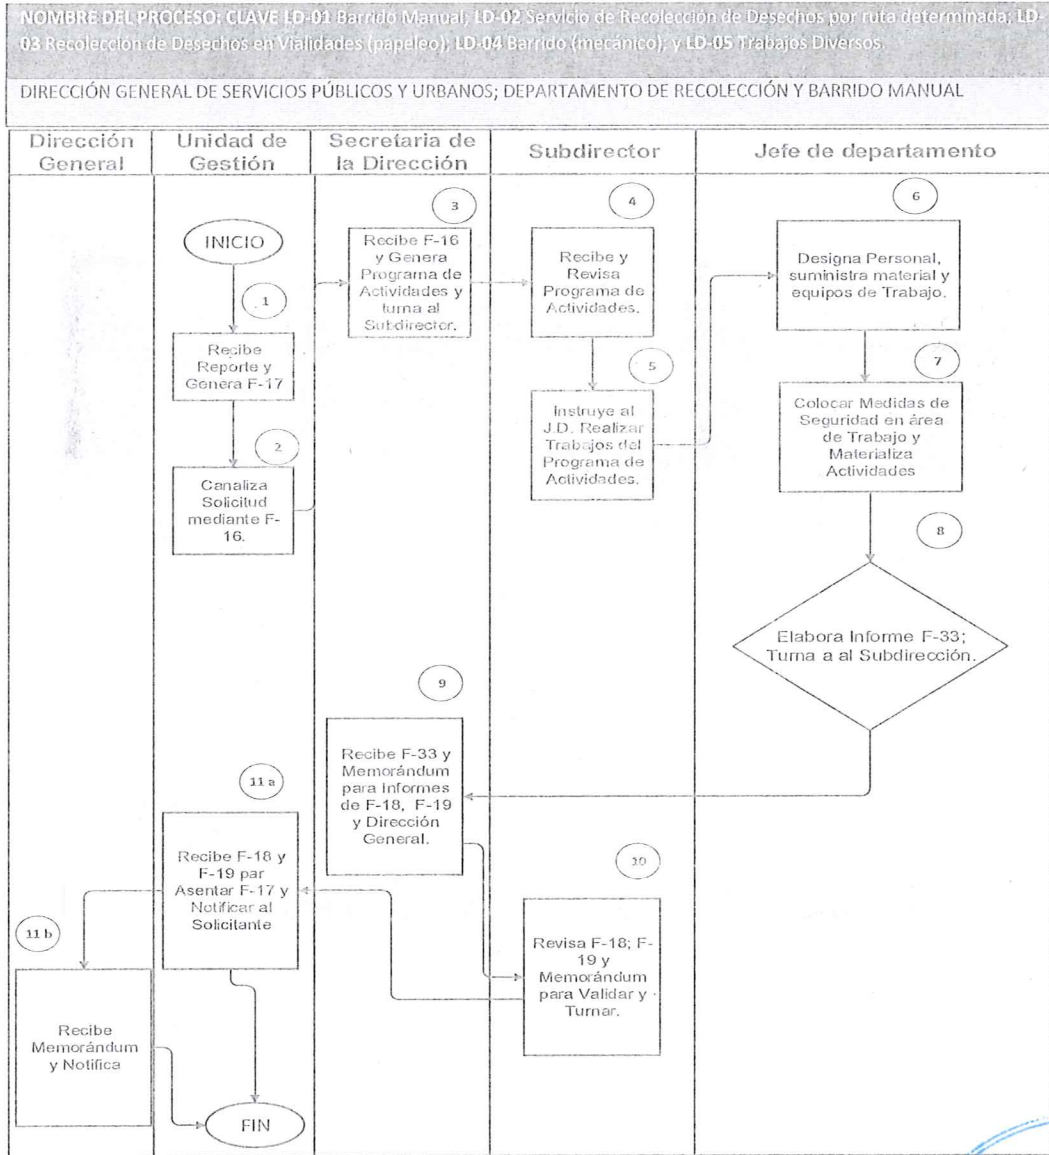 NOMBRE DEL PROCESO: CLAVE LD-01 Barrido Manual; LD-02 Servicio de Recolección de Desechos por ruta determinada; LD-
03 Recolección de Desechos en Vialidades (papeleo); LD-04 Barrido (mecánico); y LD-05 Trabajos Diversos.
DIRECCIÓN GENERAL DE SERVICIOS PÚBLICOS Y URBANOS; DEPARTAMENTO DE RECOLECCIÓN Y BARRIDO MANUAL
Dirección
General
Unidad de
Gestión
Secretaria de
la Dirección
Subdirector
Jefe de departamento
INICIO
1
Recibe
Reporte y
Genera F-17
2
Canaliza
Solicitud
mediante F-
16.
3
Recibe F-16
y Genera
Programa de
Actividades y
turna al
Subdirector.
4
Recibe y
Revisa
Programa de
Actividades.
5
Instruye al
J.D. Realizar
Trabajos del
Programa de
Actividades.
6
Designa Personal,
suministra material y
equipos de Trabajo.
7
Colocar Medidas de
Seguridad en área
de Trabajo y
Materializa
Actividades
8
Elabora Informe F-33;
Turna a al Subdirección.
9
Recibe F-33 y
Memorándum
para Informes
de F-18, F-19
y Dirección
General.
10
Revisa F-18; F-
19 y
Memorándum
para Validar y
Turnar.
11 a
Recibe F-18 y
F-19 par
Asentar F-17 y
Notificar al
Solicitante
11 b
Recibe
Memorándum
y Notifica
FIN